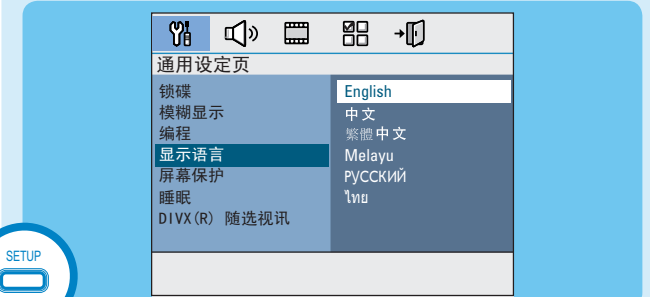 通用设定页
锁碟
模糊显示
编程
显示语言
屏幕保护
睡眠
DIVX(R) 随选视讯
English
中文
繁體中文
Melayu
РУССКИЙ
ไทย
SETUP